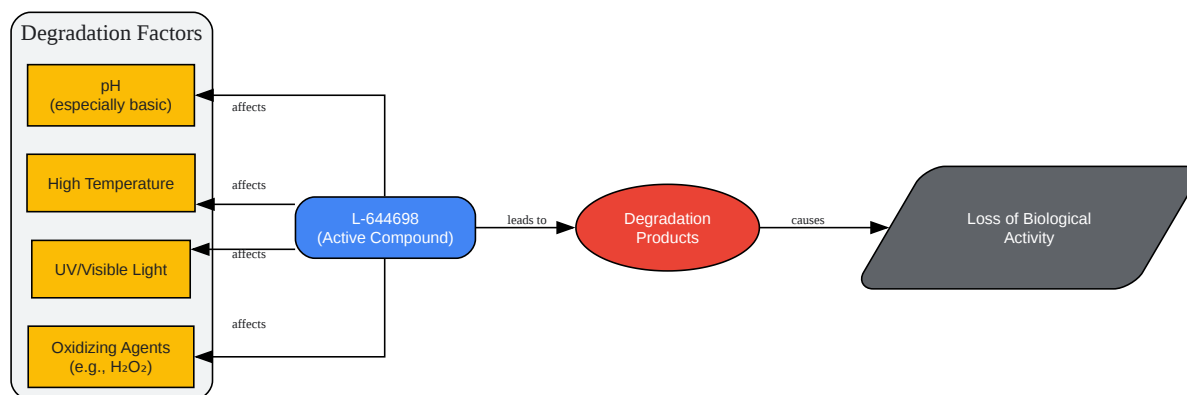 Degradation Factors
pH
(especially basic)
affects
High Temperature
affects
L-644698
(Active Compound)
leads to
Degradation
Products
causes
Loss of Biological
Activity
UV/Visible Light
affects
Oxidizing Agents
(e.g., H₂O₂)
affects